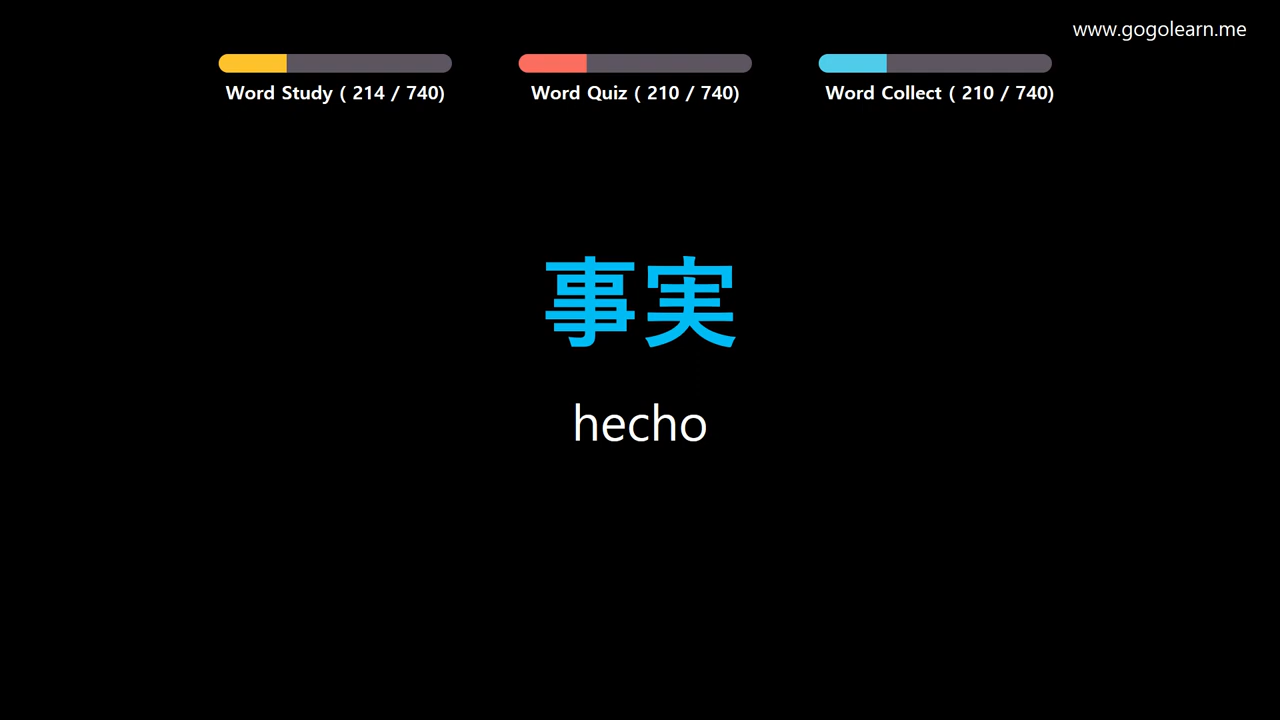 www.gogolearn.me
Word Study ( 214 / 740)
Word Quiz ( 210 / 740)
Word Collect ( 210 / 740)
事実
hecho